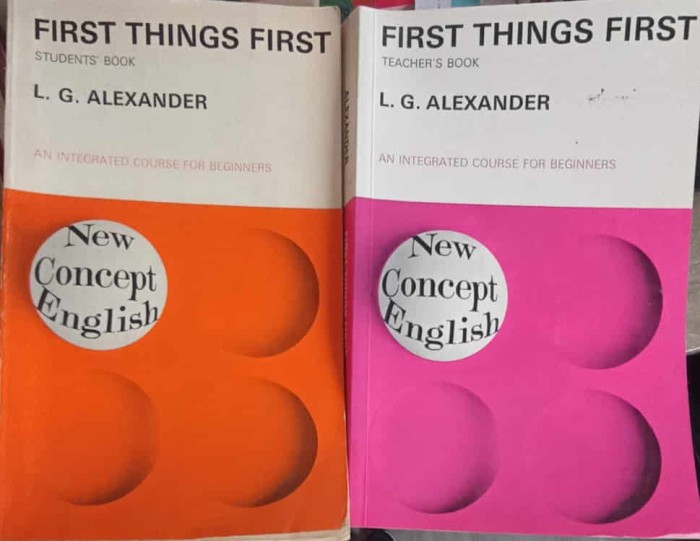 FIRST THINGS FIRST
STUDENTS' BOOK
L. G. ALEXANDER
AN INTEGRATED COURSE FOR BEGINNERS
New
Concept
English
FIRST THINGS FIRST
TEACHER'S BOOK
L. G. ALEXANDER
AN INTEGRATED COURSE FOR BEGINNERS
New
Concept
English
ALEXANDER